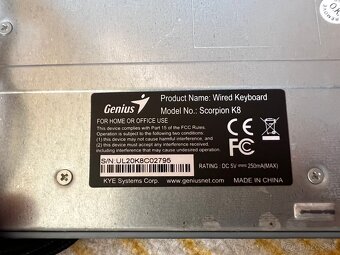 Genius
Product Name: Wired Keyboard
Model No.: Scorpion K8
FOR HOME OR OFFICE USE
This device complies with Part 15 of the FCC Rules.
Operation is subject to the following two conditions
(1) this device may not cause harmful interference, and
(2) this device must accept any interference received,
including interference that may cause undesired operation.
S/N:UL20K8C02795
RATING : DC 5V 250mA(MAX)
KYE Systems Corp. www.geniusnet.com
MADE IN CHINA